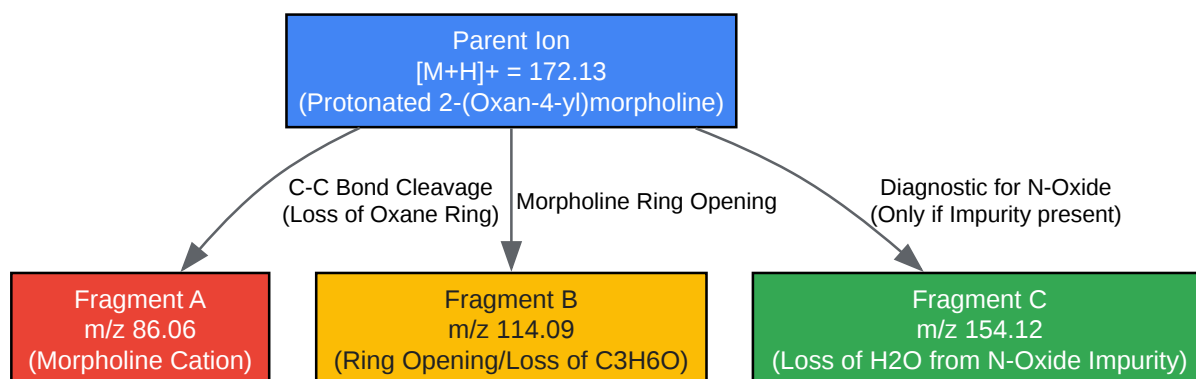 Parent Ion
[M+H]+ = 172.13
(Protonated 2-(Oxan-4-yl)morpholine)
C-C Bond Cleavage
(Loss of Oxane Ring)
Morpholine Ring Opening
Diagnostic for N-Oxide
(Only if Impurity present)
Fragment A
m/z 86.06
(Morpholine Cation)
Fragment B
m/z 114.09
(Ring Opening/Loss of C3H6O)
Fragment C
m/z 154.12
(Loss of H2O from N-Oxide Impurity)